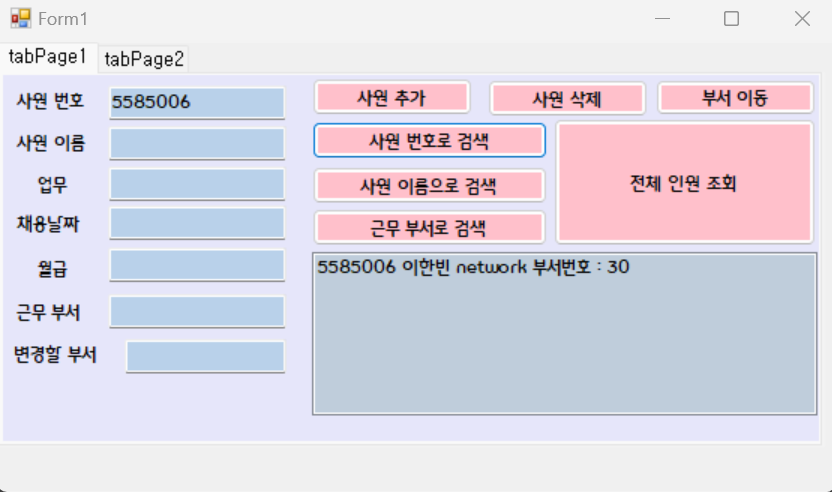 Form1
tabPage1 tabPage2
사원 번호 5585006
사원 이름
업무
채용날짜
월급
근무 부서
변경할 부서
사원 추가 사원 삭제 부서 이동
사원 번호로 검색
사원 이름으로 검색
근무 부서로 검색
전체 인원 조회
5585006 이한빈 network 부서번호 : 30